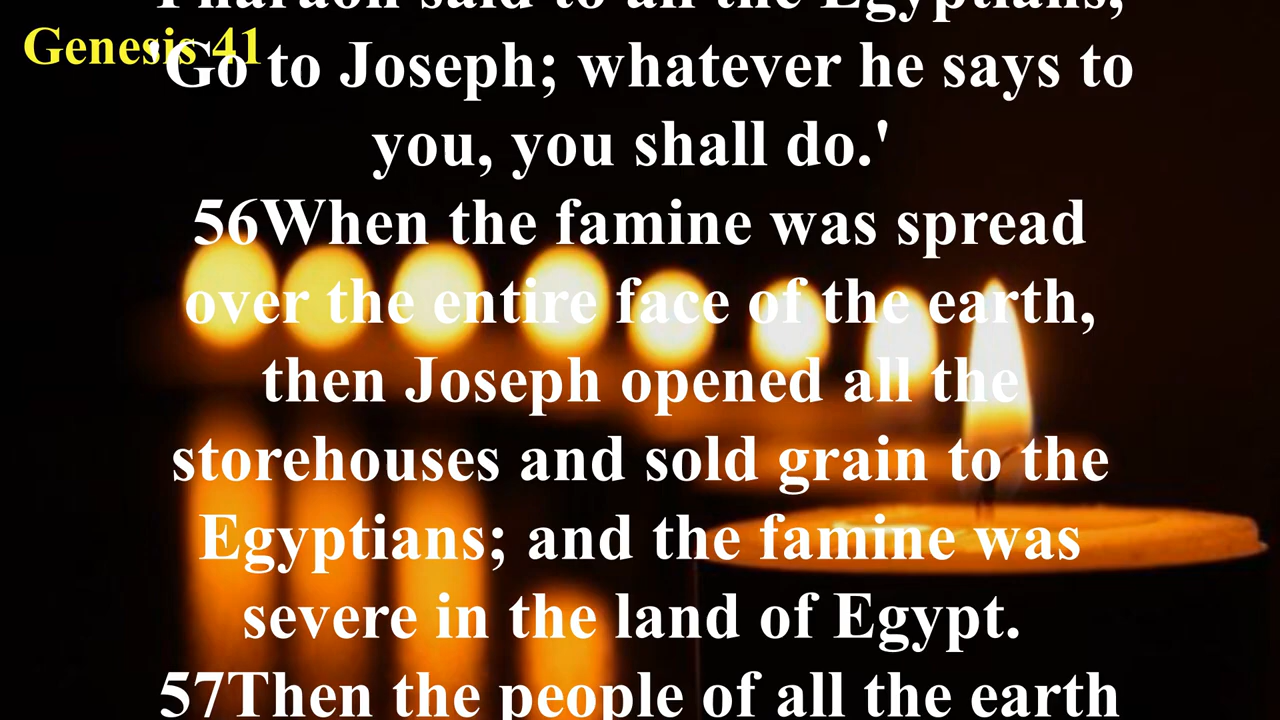 Pharaoh said to all the Egyptians,
Genesis 41
'Go to Joseph; whatever he says to
you, you shall do.'
56When the famine was spread
over the entire face of the earth,
then Joseph opened all the
storehouses and sold grain to the
Egyptians; and the famine was
severe in the land of Egypt.
57Then the people of all the earth